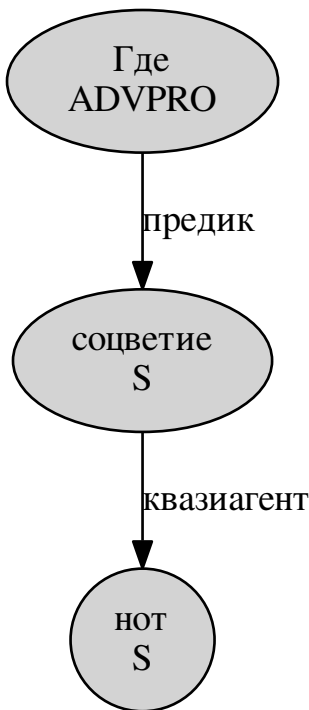 Где
ADVPRO
предик
соцветие
S
квазиагент
нот
S